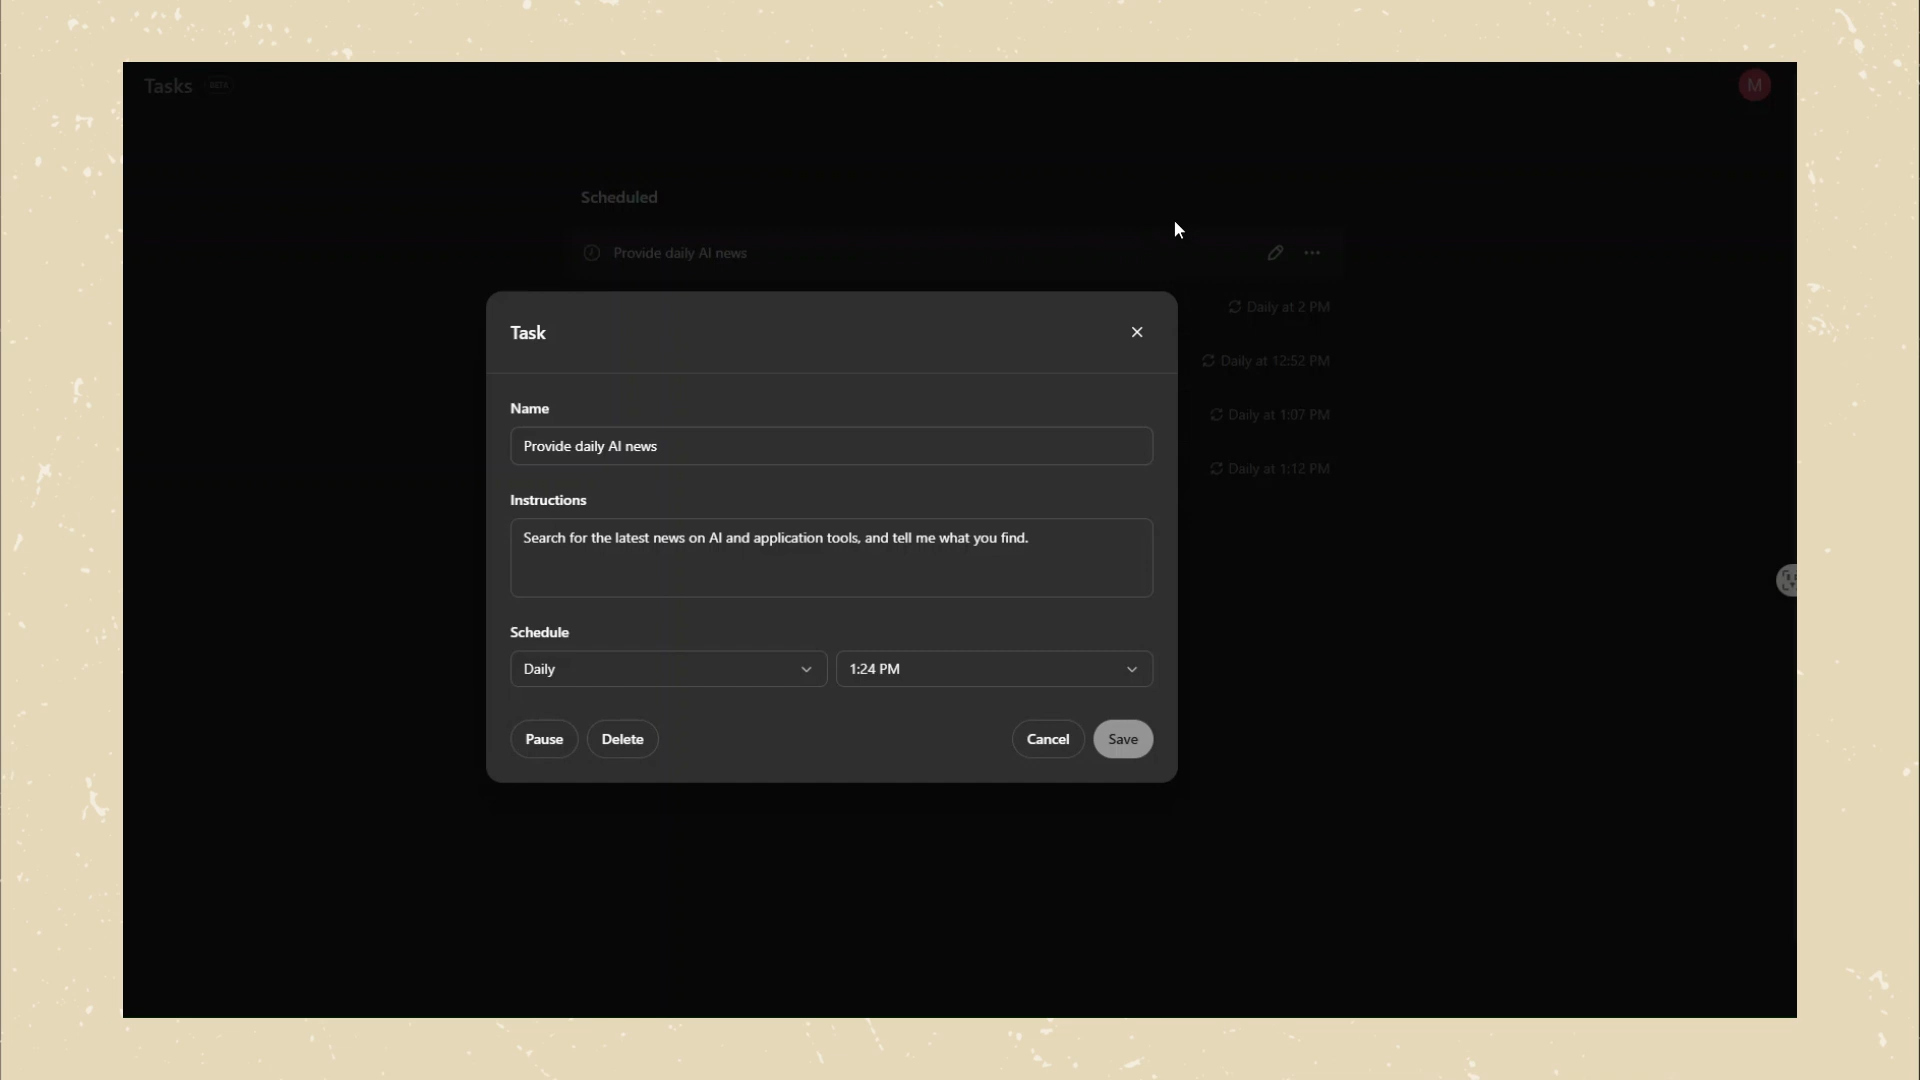 Tasks BETA
M
Scheduled
Provide daily AI news
Daily at 2 PM
Daily at 12:52 PM
Daily at 1:07 PM
Daily at 1:12 PM
Task
Name
Provide daily AI news
Instructions
Search for the latest news on AI and application tools, and tell me what you find.
Schedule
Daily
1:24 PM
Pause
Delete
Cancel
Save